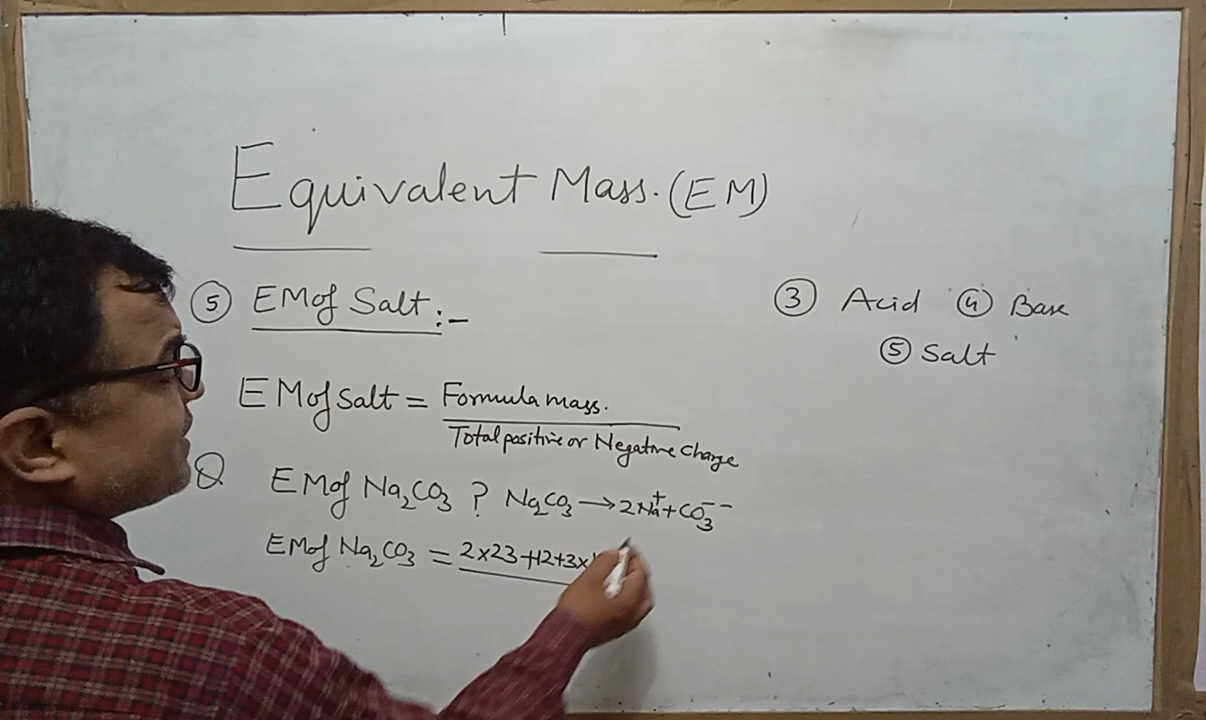 Equivalent Mass. (EM)
⑤ EM of Salt :-
③ Acid ④ Base
⑤ Salt
EM of Salt = Formula mass.
Total positive or Negative charge
Q EM of Na₂CO₃ ? Na₂CO₃ → 2Na⁺ + CO₃⁻⁻
EM of Na₂CO₃ = 2×23+12+3×